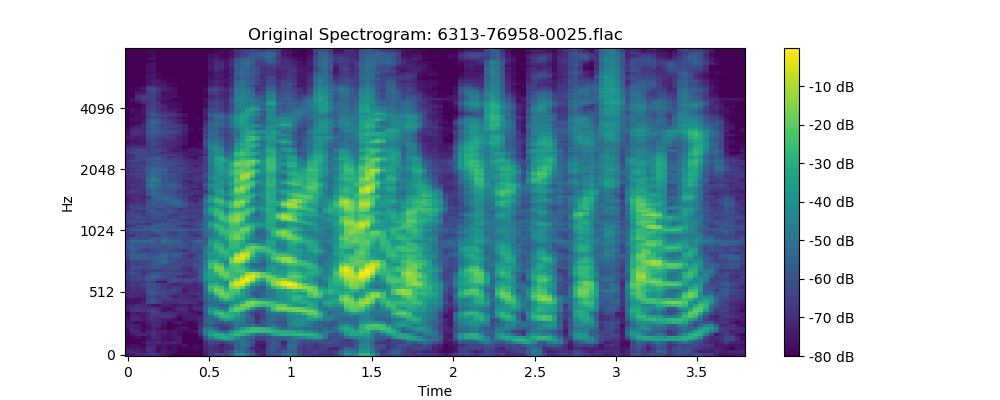 Original Spectrogram: 6313-76958-0025.flac
Hz
4096
2048
1024
512
0
0 0.5 1 1.5 2 2.5 3 3.5
Time
-10 dB
-20 dB
-30 dB
-40 dB
-50 dB
-60 dB
-70 dB
-80 dB